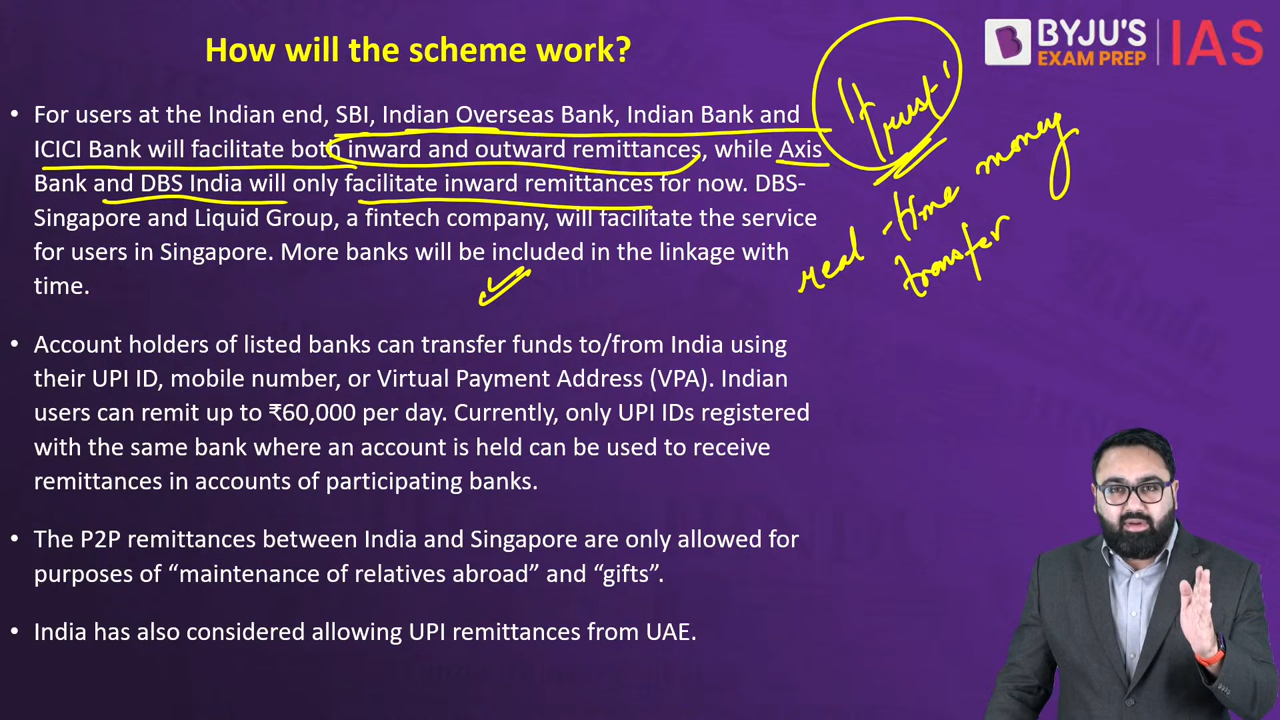 How will the scheme work?
BYJU'S
EXAM PREP
IAS
• For users at the Indian end, SBI, Indian Overseas Bank, Indian Bank and
ICICI Bank will facilitate both inward and outward remittances, while Axis
Bank and DBS India will only facilitate inward remittances for now. DBS-
Singapore and Liquid Group, a fintech company, will facilitate the service
for users in Singapore. More banks will be included in the linkage with
time.
• Account holders of listed banks can transfer funds to/from India using
their UPI ID, mobile number, or Virtual Payment Address (VPA). Indian
users can remit up to ₹60,000 per day. Currently, only UPI IDs registered
with the same bank where an account is held can be used to receive
remittances in accounts of participating banks.
• The P2P remittances between India and Singapore are only allowed for
purposes of “maintenance of relatives abroad” and “gifts”.
• India has also considered allowing UPI remittances from UAE.
'trust'
real-time money
transfer